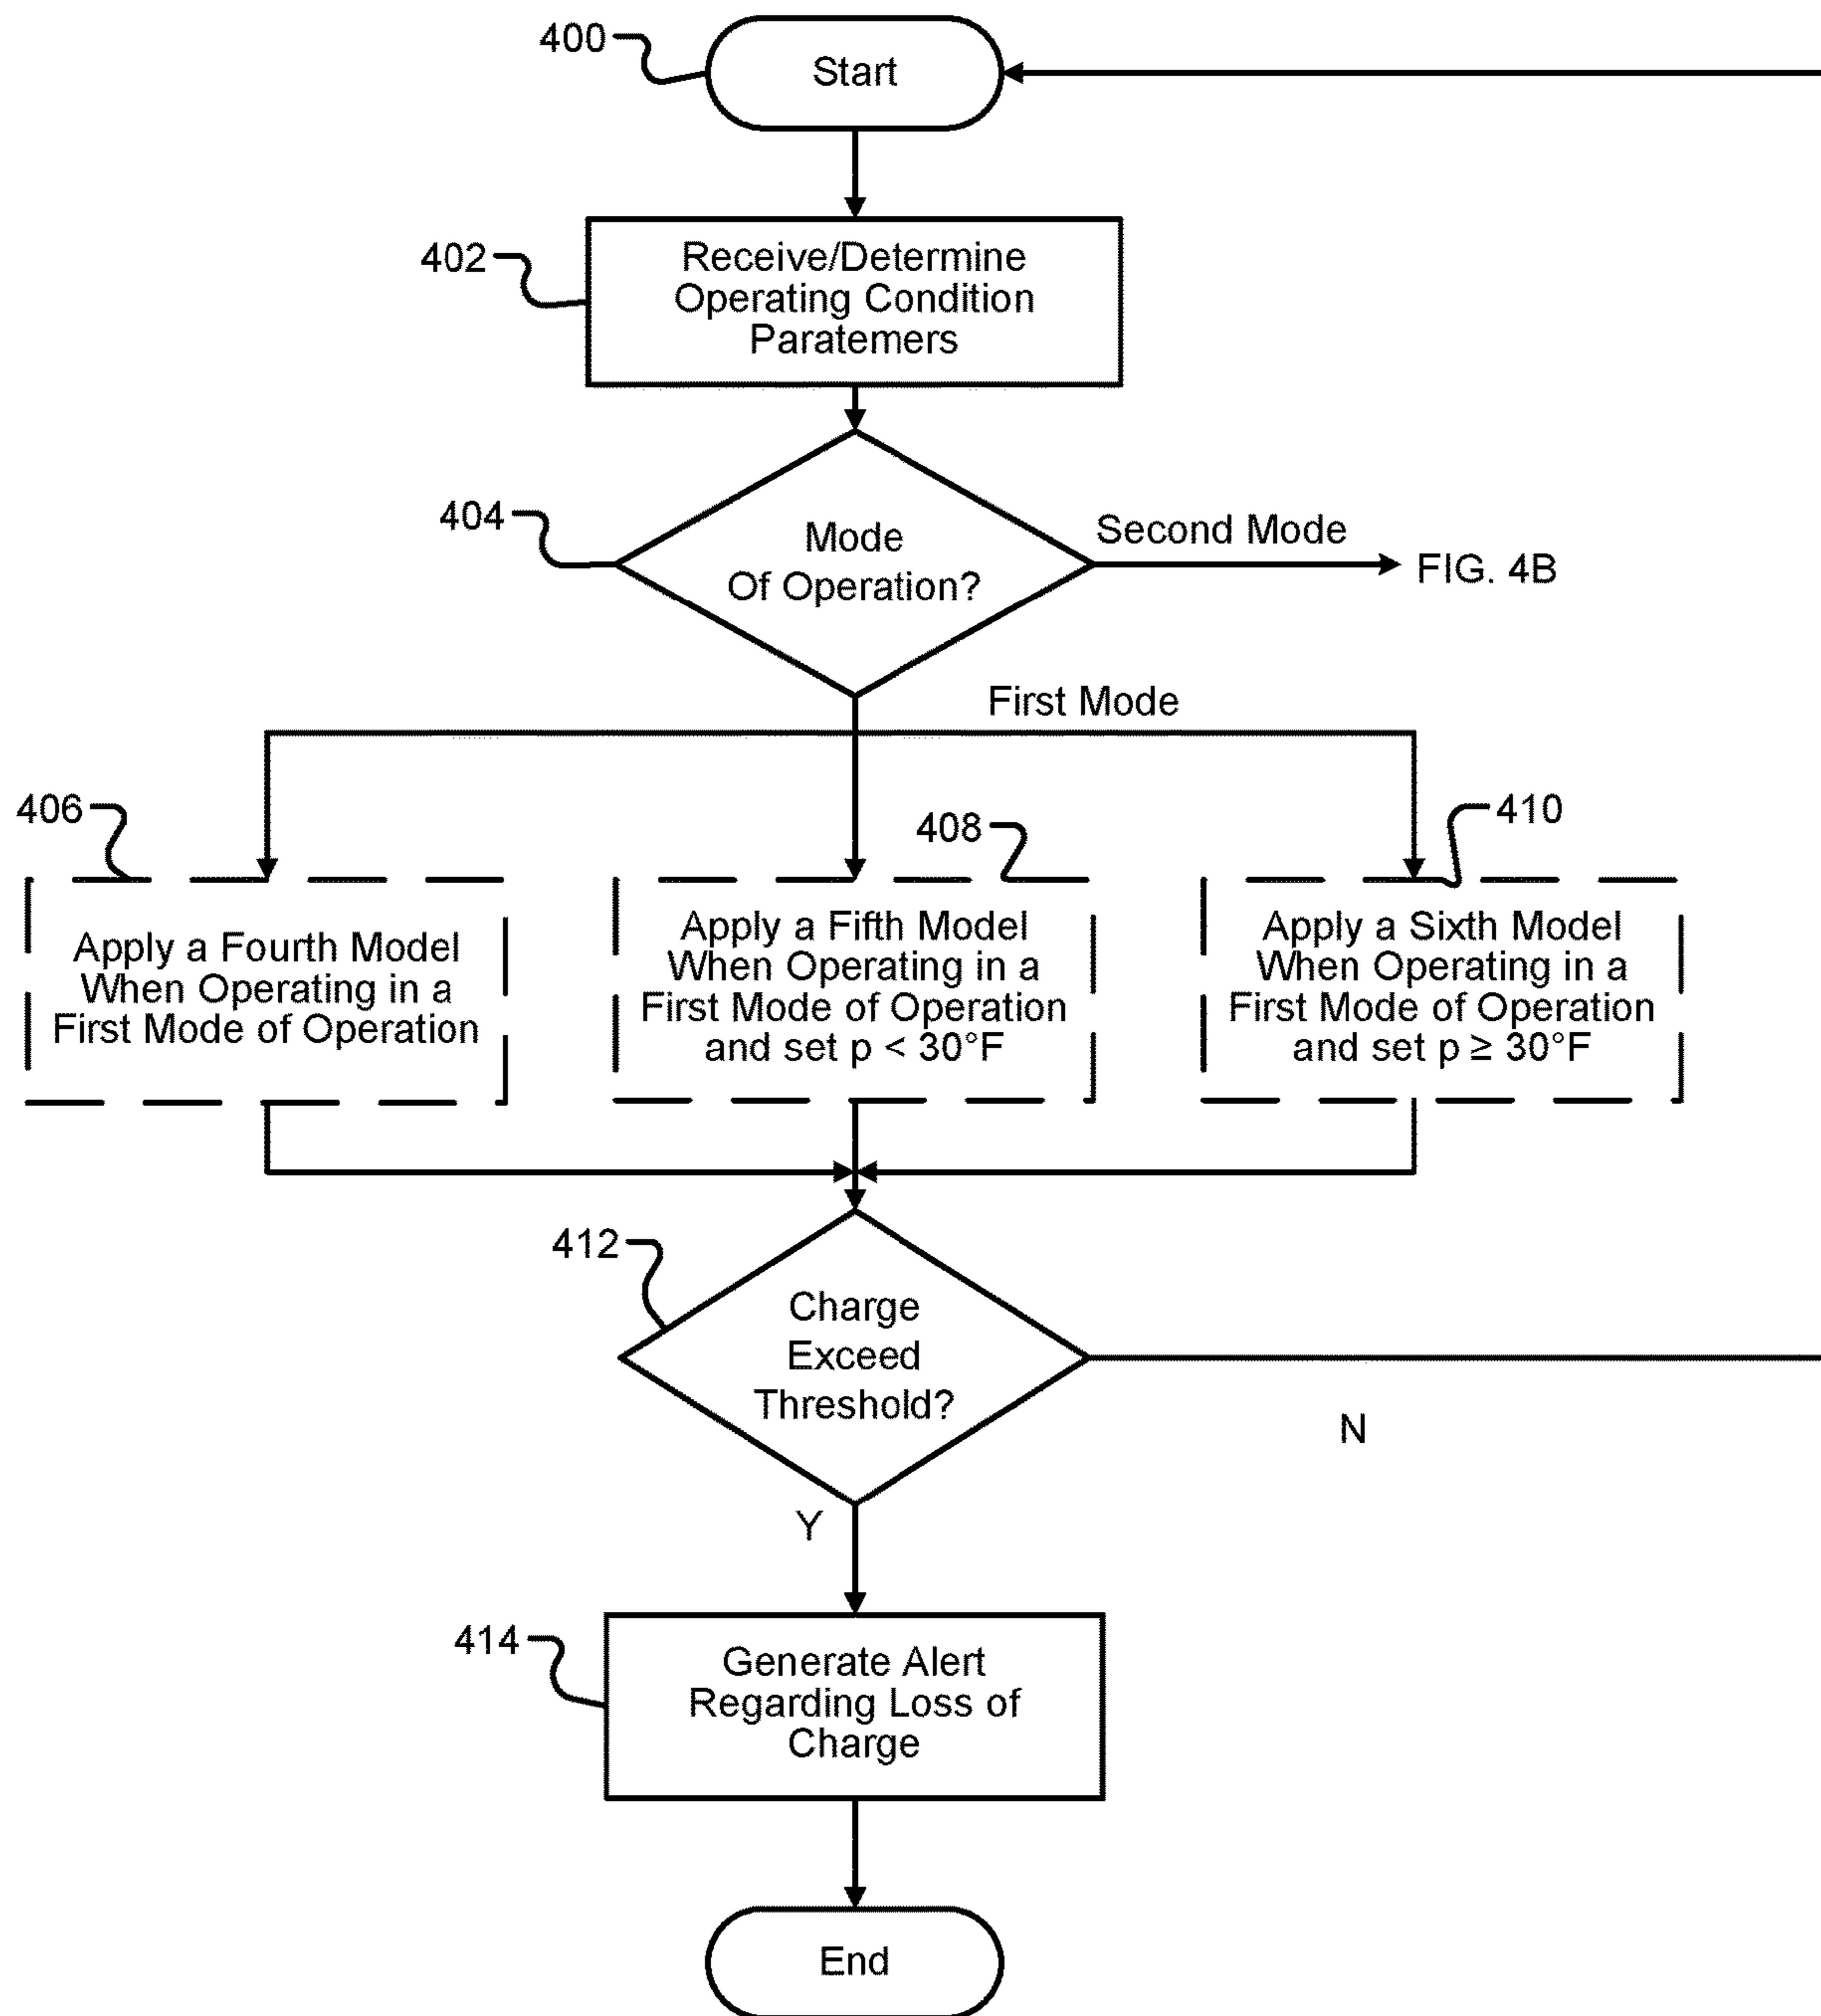 400
Start
402
Receive/Determine
Operating Condition
Paratemers
404
Mode
Of Operation?
Second Mode
FIG. 4B
First Mode
406
408
410
Apply a Fourth Model
When Operating in a
First Mode of Operation
Apply a Fifth Model
When Operating in a
First Mode of Operation
and set p < 30°F
Apply a Sixth Model
When Operating in a
First Mode of Operation
and set p ≥ 30°F
412
Charge
Exceed
Threshold?
N
Y
414
Generate Alert
Regarding Loss of
Charge
End